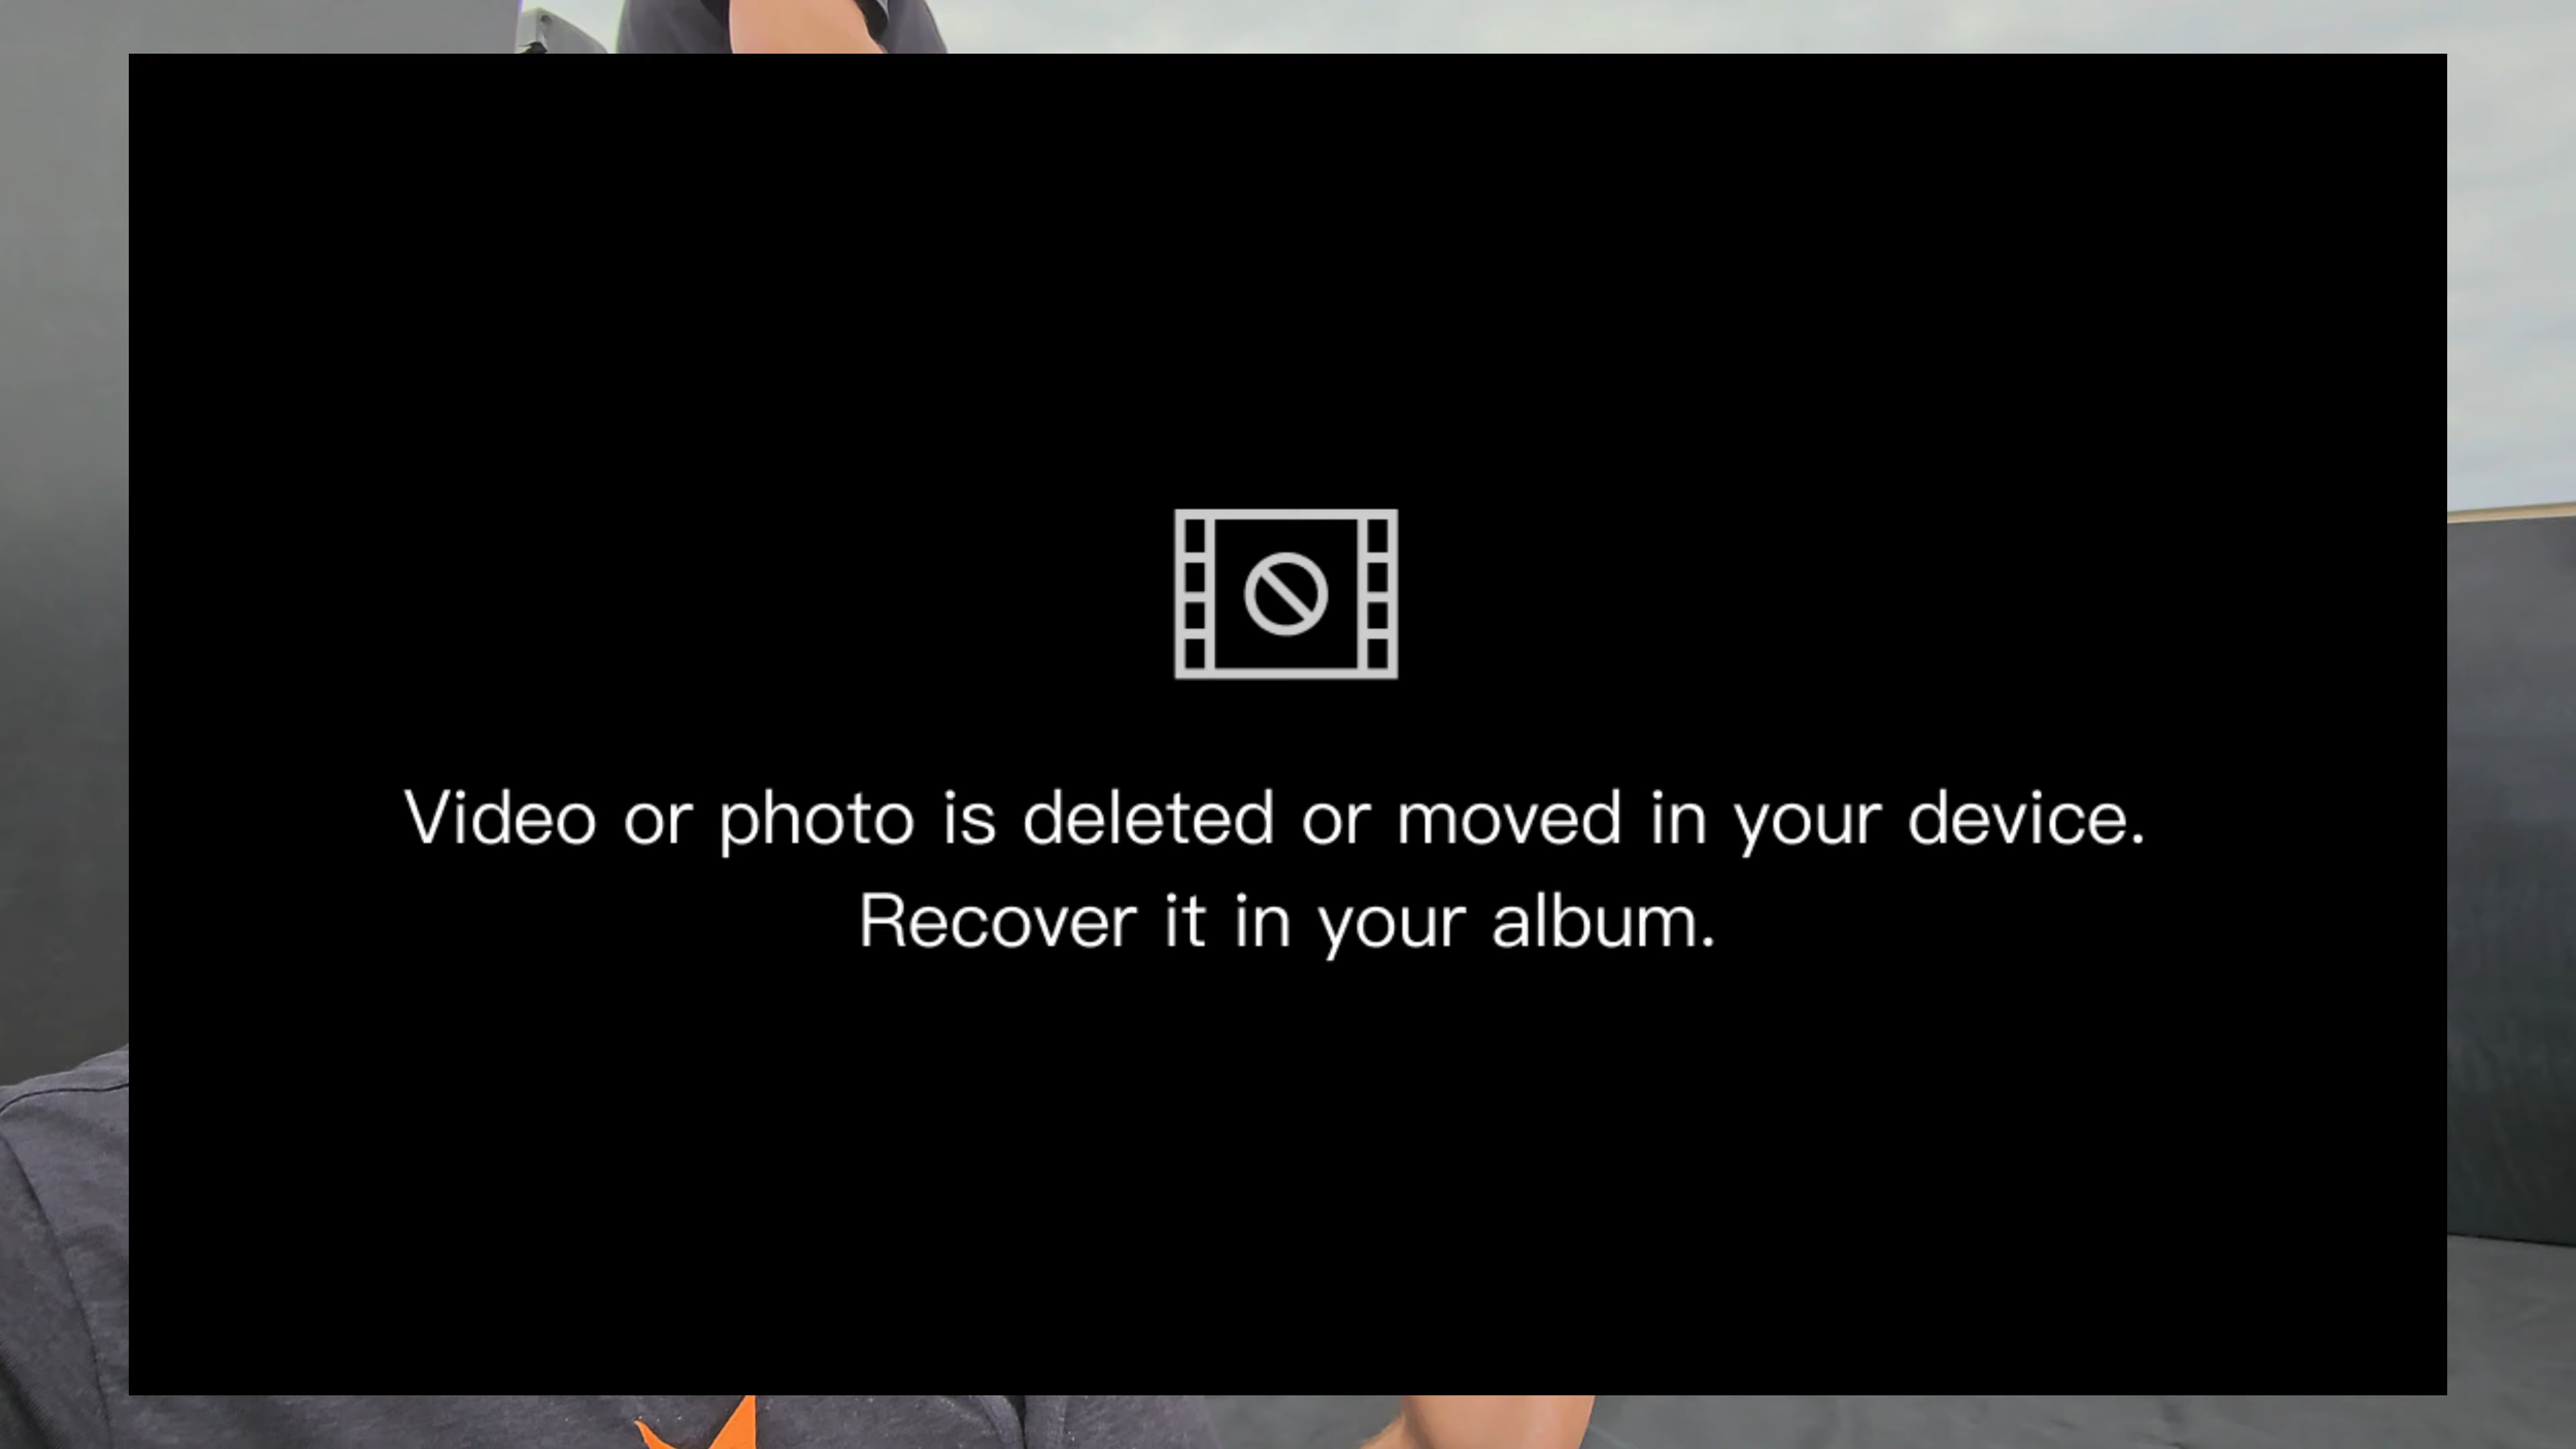 Video or photo is deleted or moved in your device.
Recover it in your album.